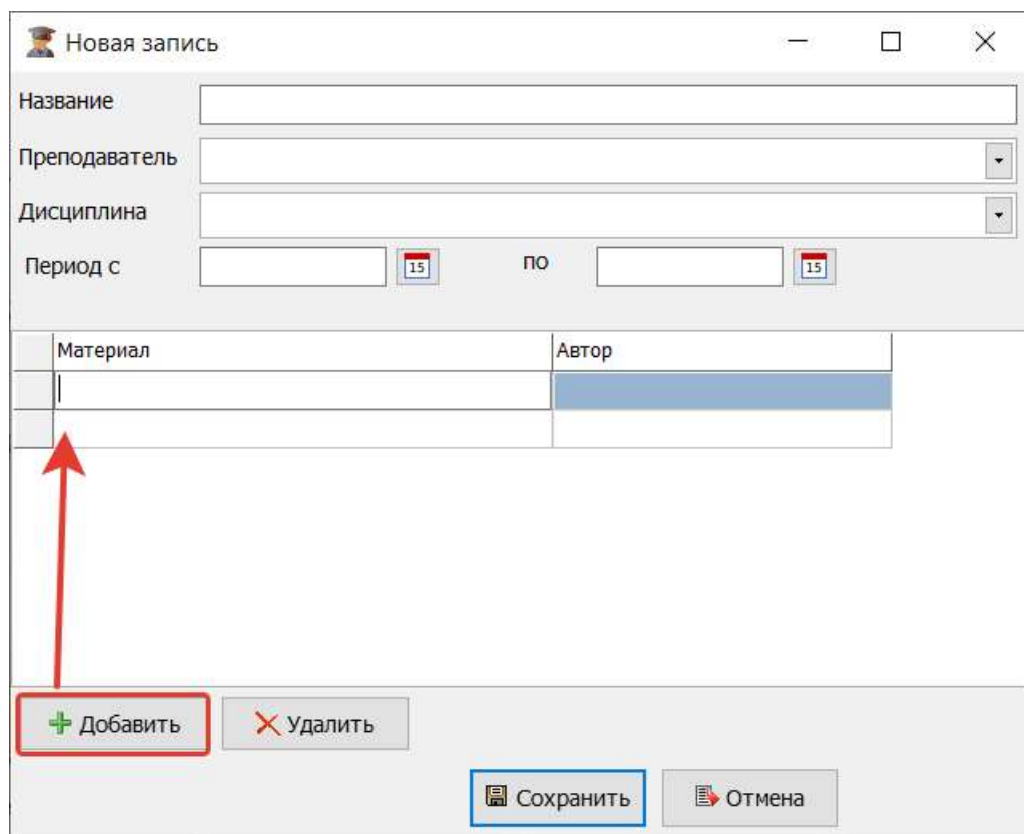 Новая запись
Название
Преподаватель
Дисциплина
Период с 15 по 15
Материал Автор
Добавить Удалить
Сохранить Отмена